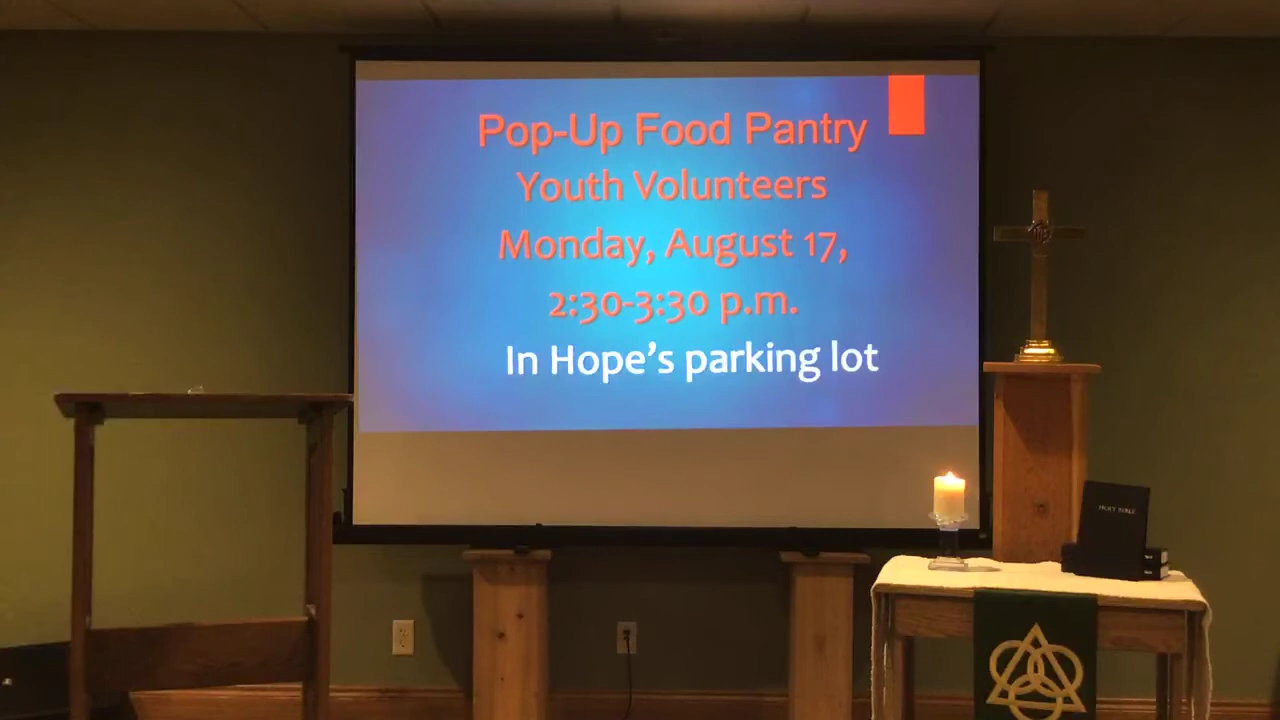 Pop-Up Food Pantry
Youth Volunteers
Monday, August 17,
2:30-3:30 p.m.
In Hope's parking lot
HOLY BIBLE